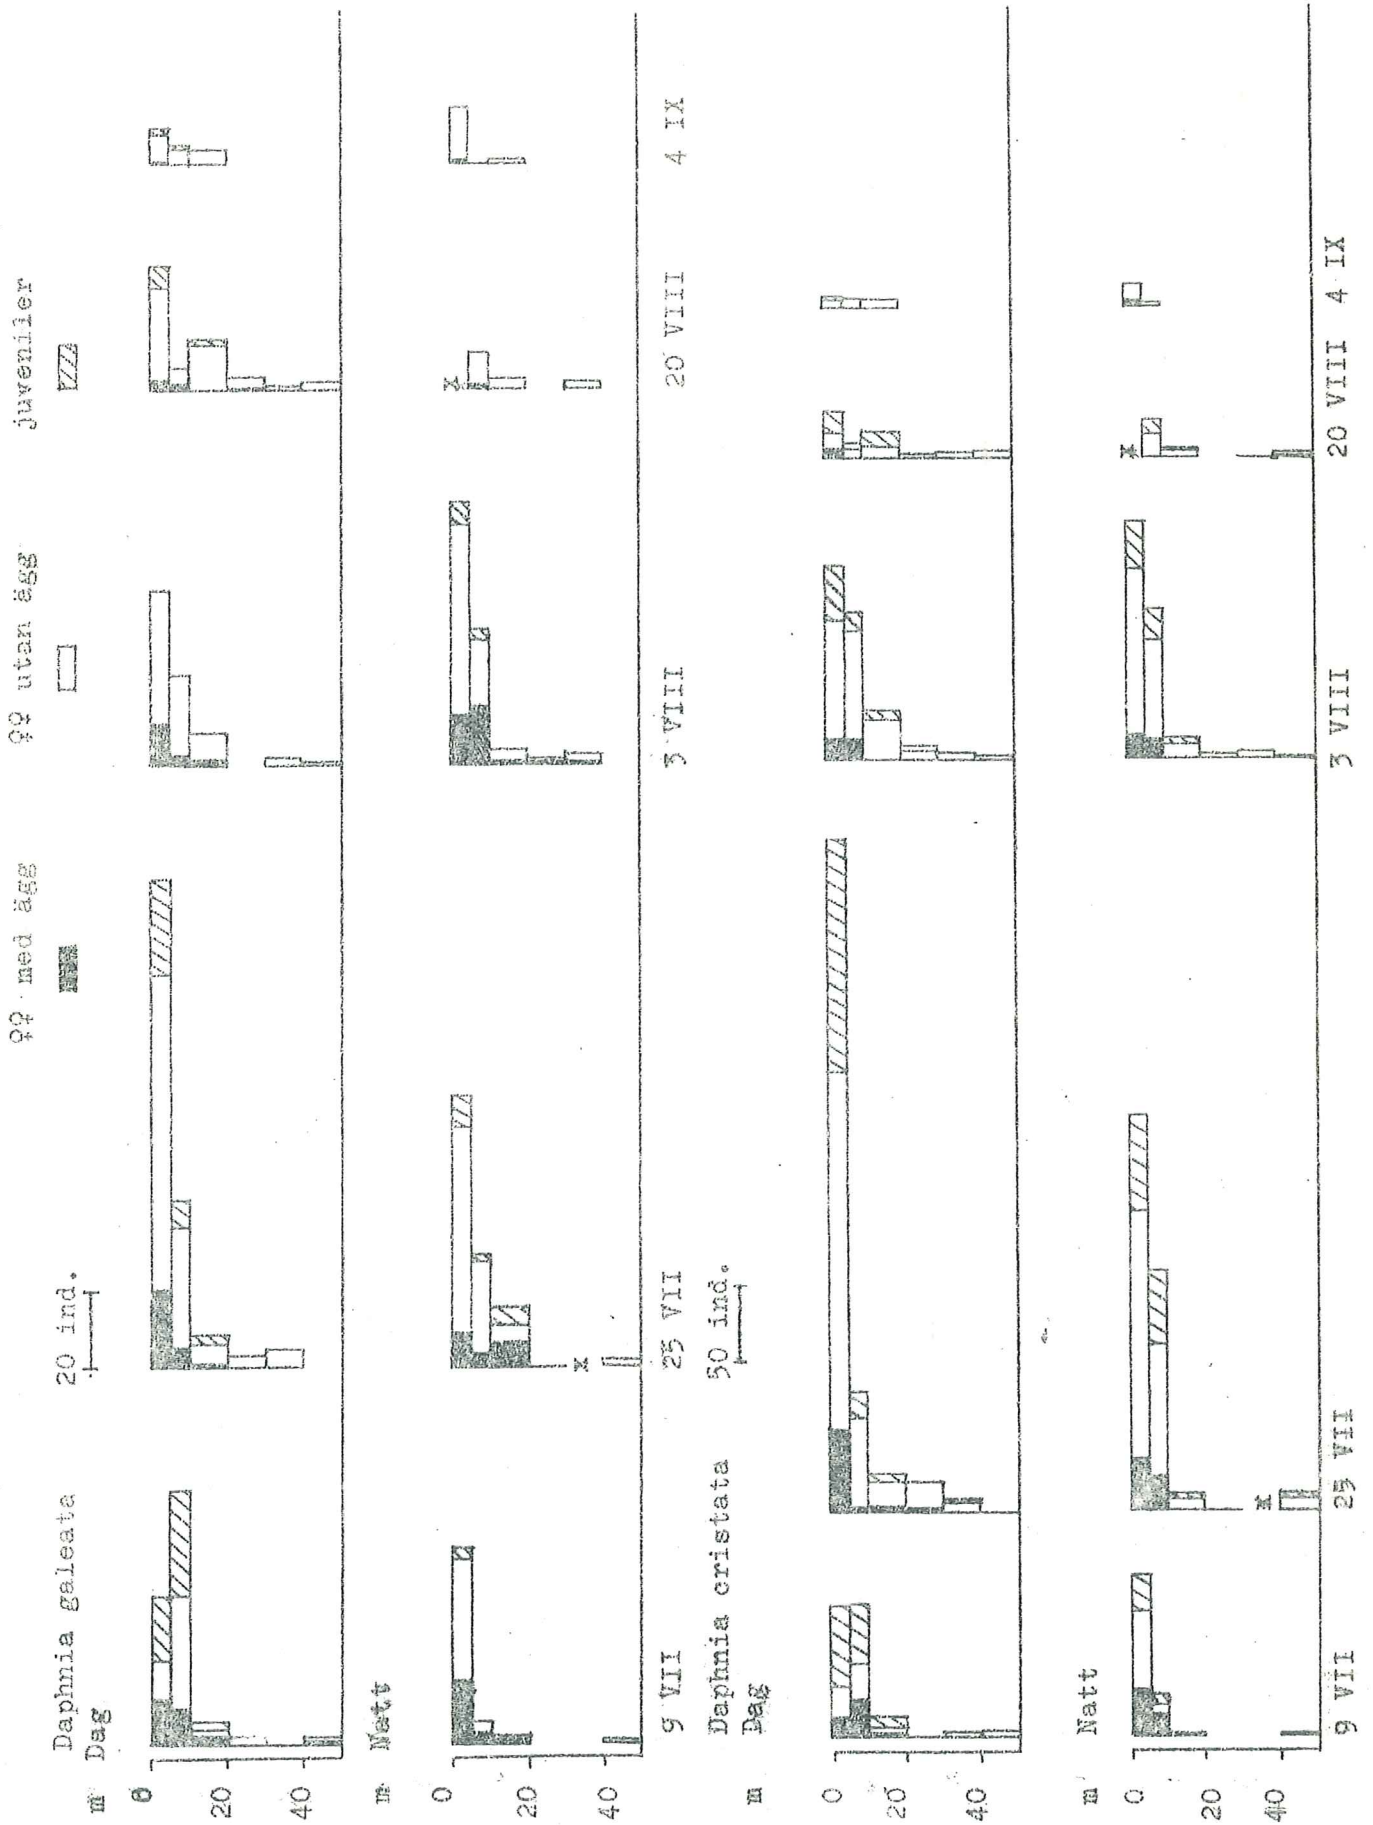 ♀♀ med ägg ♀♀ utan ägg juveniler
Daphnia galeata 20 ind.
Dag
m
0
20
40
Natt
m
0
20
40
9 VII 25 VII 3 VIII 20 VIII 4 IX
Daphnia cristata 50 ind.
Dag
m
0
20
40
Natt
m
0
20
40
9 VII 25 VII 3 VIII 20 VIII 4 IX